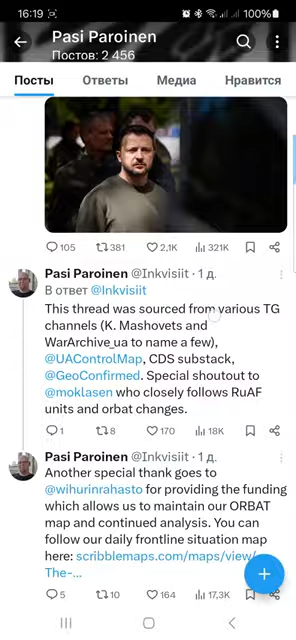 16:19 100%
Pasi Paroinen
Постов: 2 456
Посты Ответы Медиа Нравится
105 381 2,1K 321K
Pasi Paroinen @Inkvisiit · 1 д.
В ответ @Inkvisiit
This thread was sourced from various TG
channels (K. Mashovets and
WarArchive_ua to name a few),
@UAControlMap, CDS substack,
@GeoConfirmed. Special shoutout to
@moklasen who closely follows RuAF
units and orbat changes.
1 8 170 18K
Pasi Paroinen @Inkvisiit · 1 д.
Another special thank goes to
@wihurinrahasto for providing the funding
which allows us to maintain our ORBAT
map and continued analysis. You can
follow our daily frontline situation map
here: scribblemaps.com/maps/view/
The-...
5 10 164 17,3K